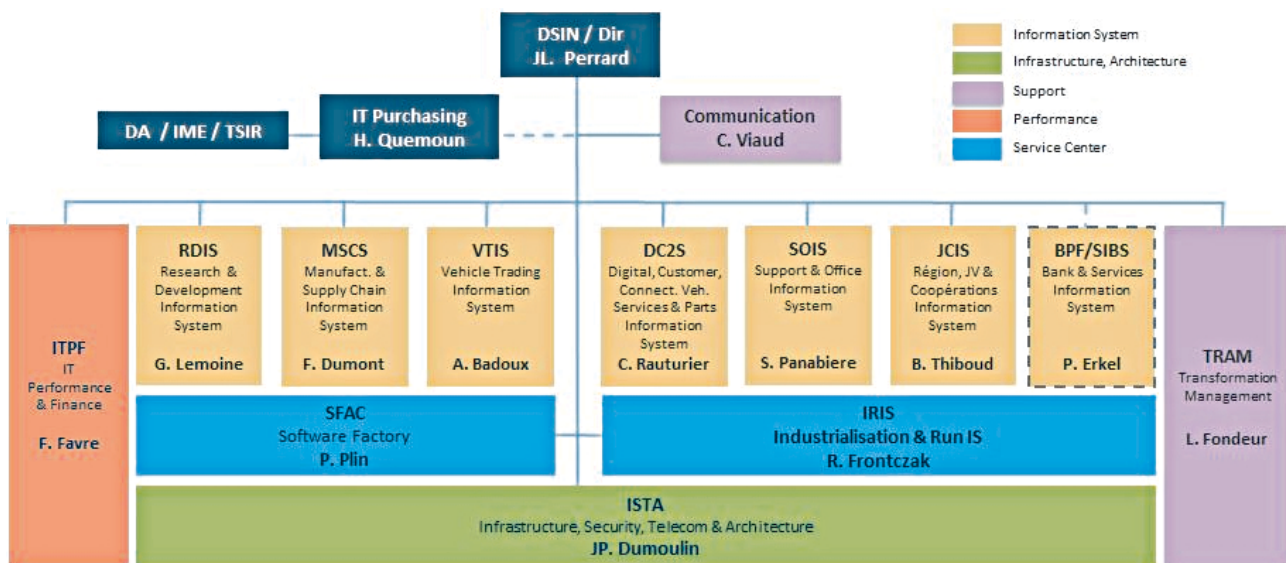 DSIN / Dir
JL. Perrard
Information System
Infrastructure, Architecture
Support
Performance
Service Center
DA / IME / TSIR
IT Purchasing
H. Quemoun
Communication
C. Viaud
ITPF
IT
Performance
& Finance
F. Favre
RDIS
Research &
Development
Information
System
G. Lemoine
MSCS
Manufact. &
Supply Chain
Information
System
F. Dumont
VTIS
Vehicle Trading
Information
System
A. Badoux
DC2S
Digital, Customer,
Connect. Veh.
Services & Parts
Information
System
C. Rauturier
SOIS
Support & Office
Information
System
S. Panabiere
JCIS
Région, JV &
Coopérations
Information
System
B. Thiboud
BPF/SIBS
Bank & Services
Information
System
P. Erkel
TRAM
Transformation
Management
L. Fondeur
SFAC
Software Factory
P. Plin
IRIS
Industrialisation & Run IS
R. Frontczak
ISTA
Infrastructure, Security, Telecom & Architecture
JP. Dumoulin